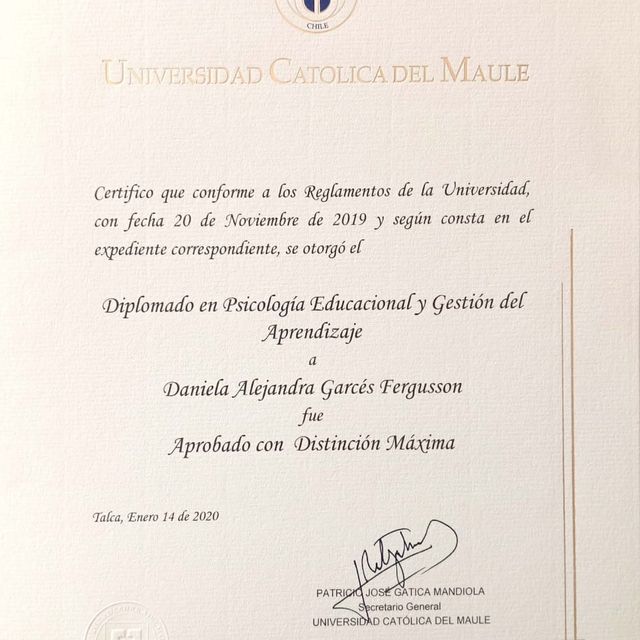 CHILE
UNIVERSIDAD CATOLICA DEL MAULE
Certifico que conforme a los Reglamentos de la Universidad,
con fecha 20 de Noviembre de 2019 y según consta en el
expediente correspondiente, se otorgó el
Diplomado en Psicología Educacional y Gestión del
Aprendizaje
a
Daniela Alejandra Garcés Fergusson
fue
Aprobado con Distinción Máxima
Talca, Enero 14 de 2020
PATRICIO JOSÉ GATICA MANDIOLA
Secretario General
UNIVERSIDAD CATÓLICA DEL MAULE